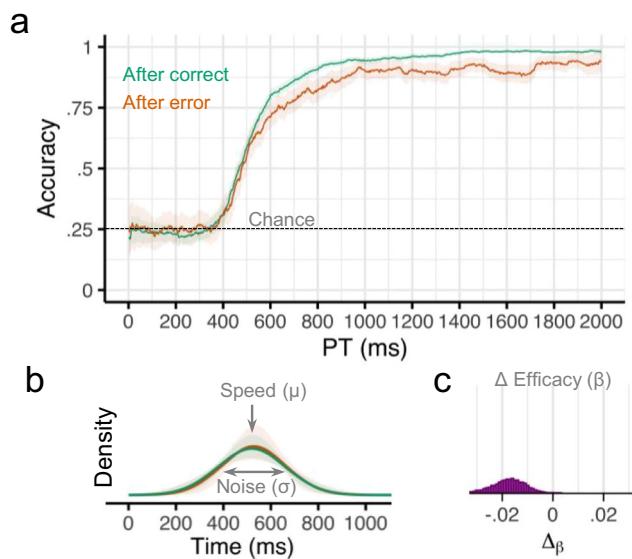 a
1
.75
.5
.25
0
Accuracy
After correct
After error
Chance
0 200 400 600 800 1000 1200 1400 1600 1800 2000
PT (ms)
b
Density
Speed (μ)
Noise (σ)
0 200 400 600 800 1000
Time (ms)
c
Δ Efficacy (β)
-.02 0 .02
Δβ